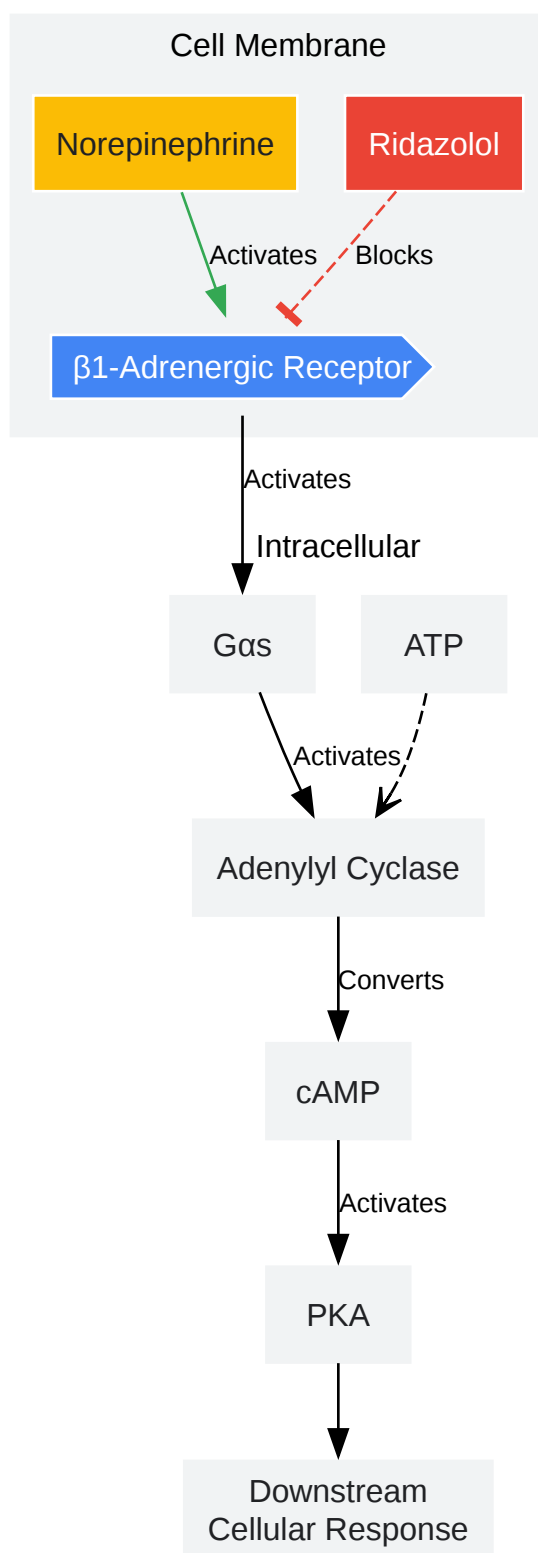 Cell Membrane
Norepinephrine
Ridazolol
Activates
Blocks
β1-Adrenergic Receptor
Activates
Intracellular
Gαs
ATP
Activates
Adenylyl Cyclase
Converts
cAMP
Activates
PKA
Downstream
Cellular Response